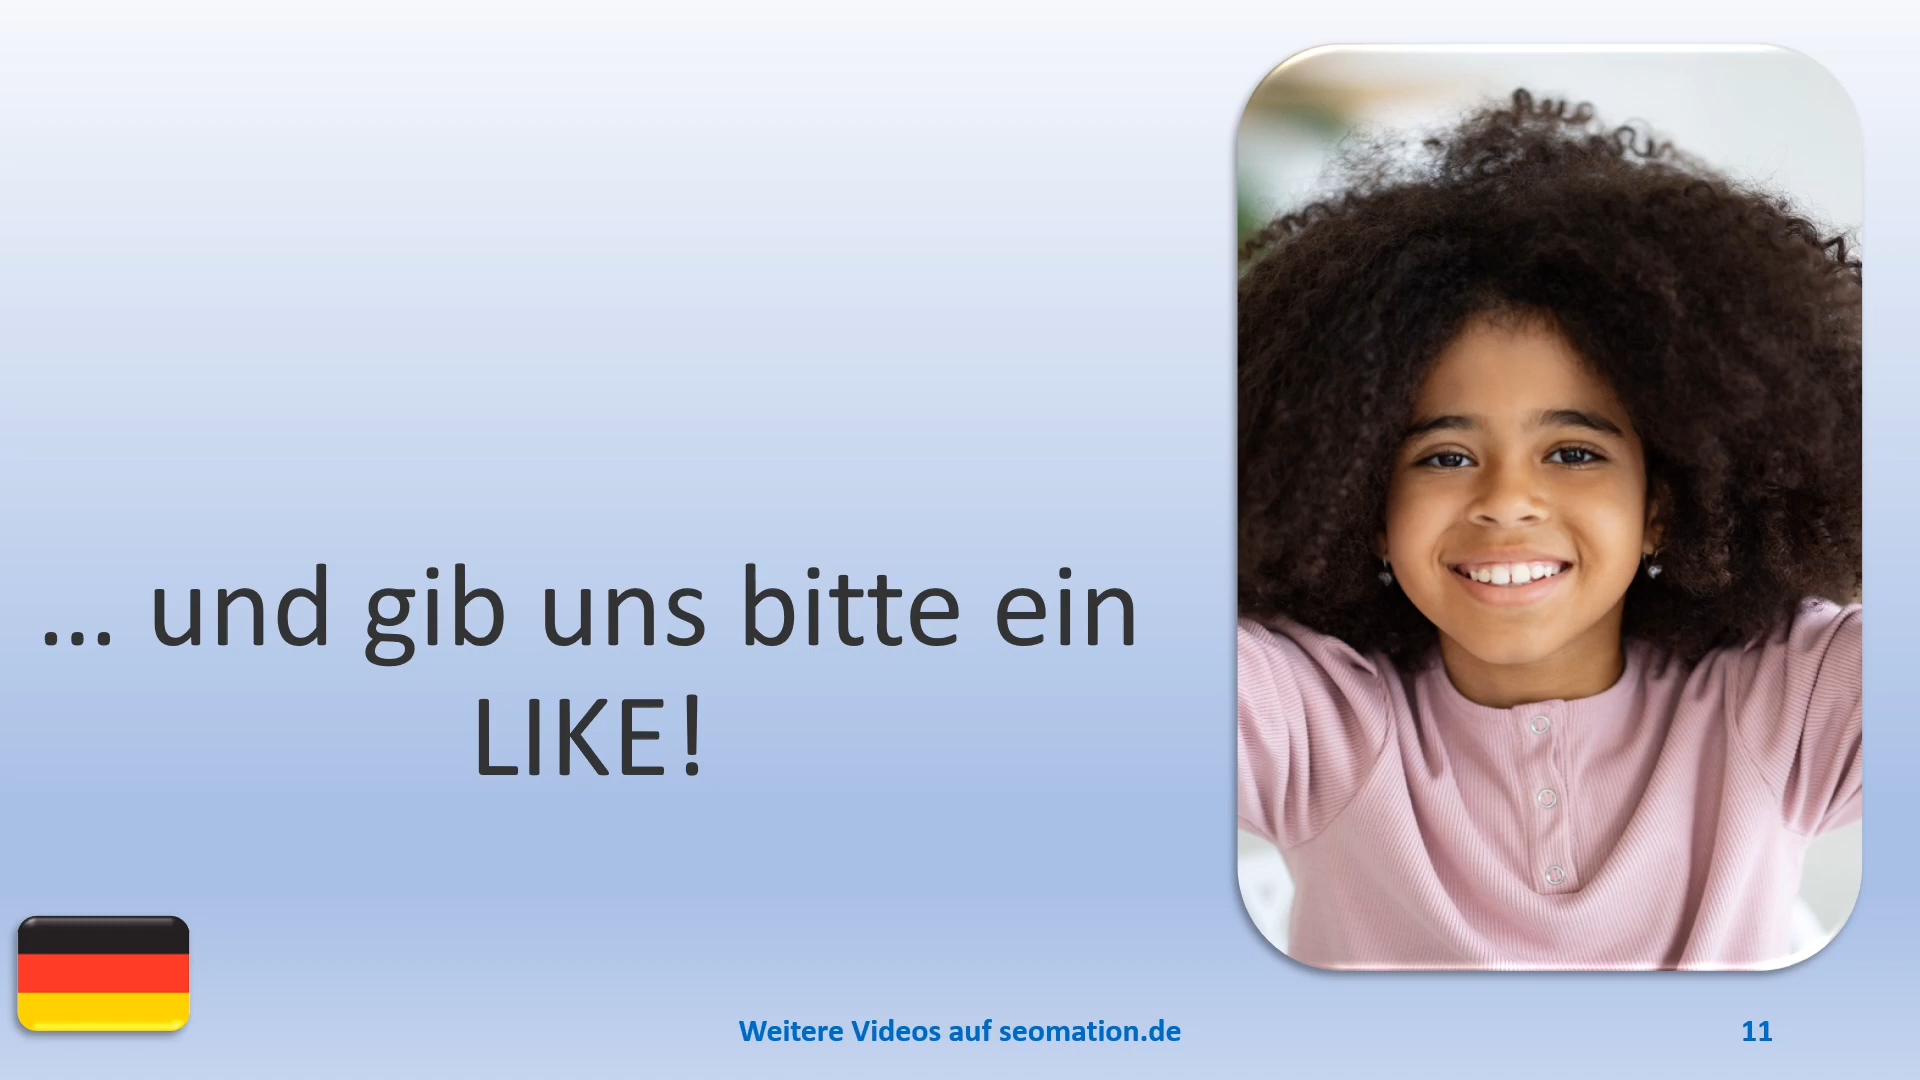 ... und gib uns bitte ein
LIKE!
Weitere Videos auf seomation.de
11